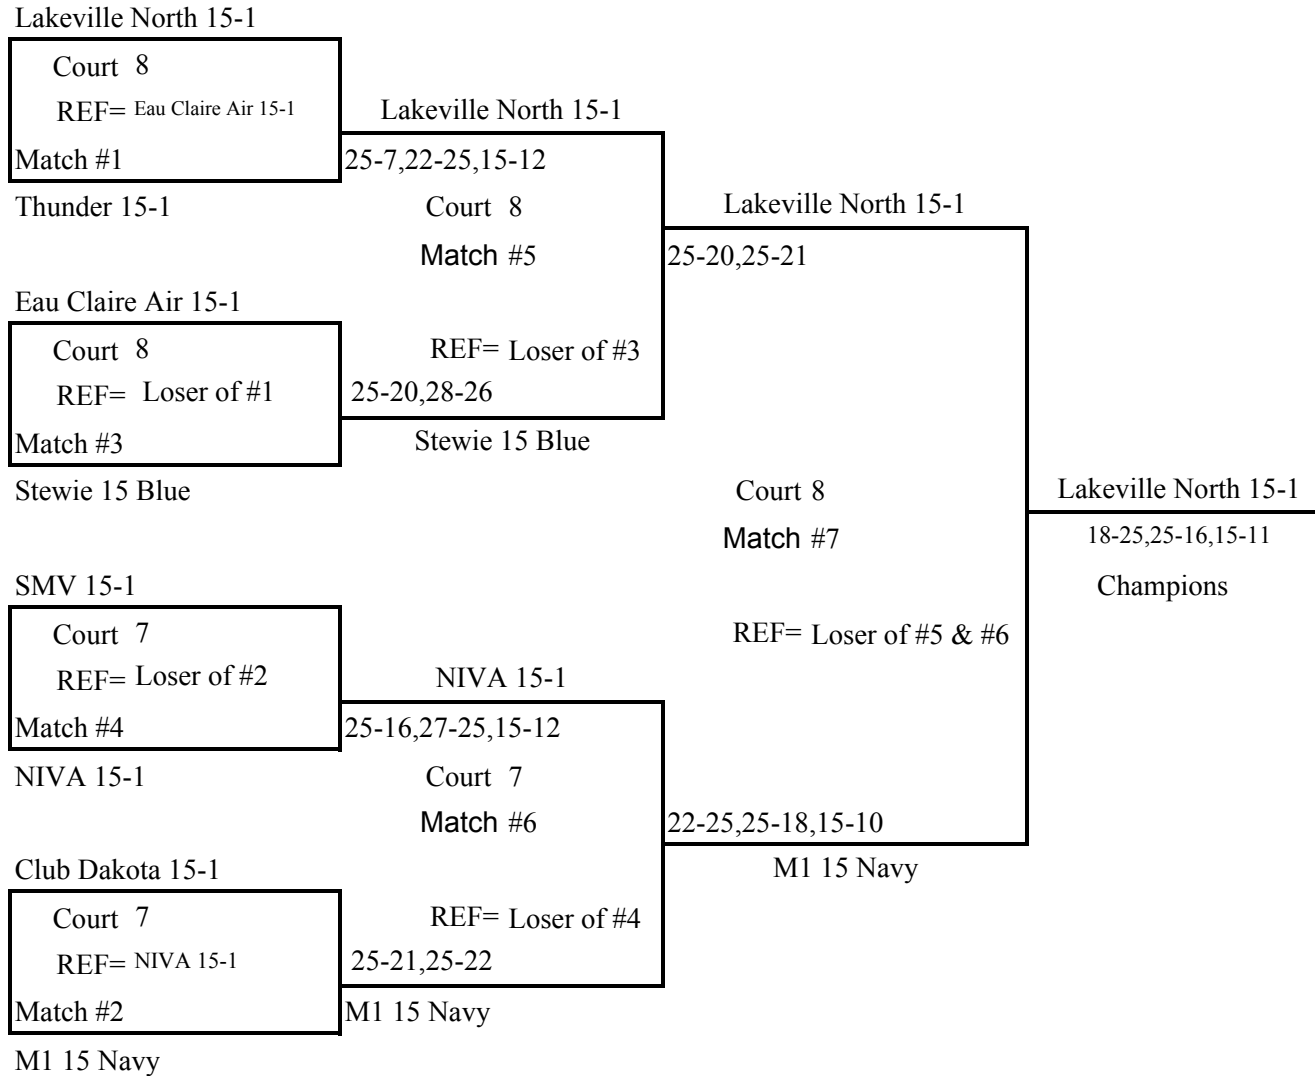 Lakeville North 15-1
Court 8
REF= Eau Claire Air 15-1
Match #1
Thunder 15-1
Lakeville North 15-1
25-7,22-25,15-12
Court 8
Match #5
REF= Loser of #3
25-20,28-26
Stewie 15 Blue
Eau Claire Air 15-1
Court 8
REF= Loser of #1
Match #3
Stewie 15 Blue
Lakeville North 15-1
25-20,25-21
Court 8
Match #7
REF= Loser of #5 & #6
Lakeville North 15-1
18-25,25-16,15-11
Champions
SMV 15-1
Court 7
REF= Loser of #2
Match #4
NIVA 15-1
NIVA 15-1
25-16,27-25,15-12
Court 7
Match #6
REF= Loser of #4
25-21,25-22
M1 15 Navy
22-25,25-18,15-10
M1 15 Navy
Club Dakota 15-1
Court 7
REF= NIVA 15-1
Match #2
M1 15 Navy